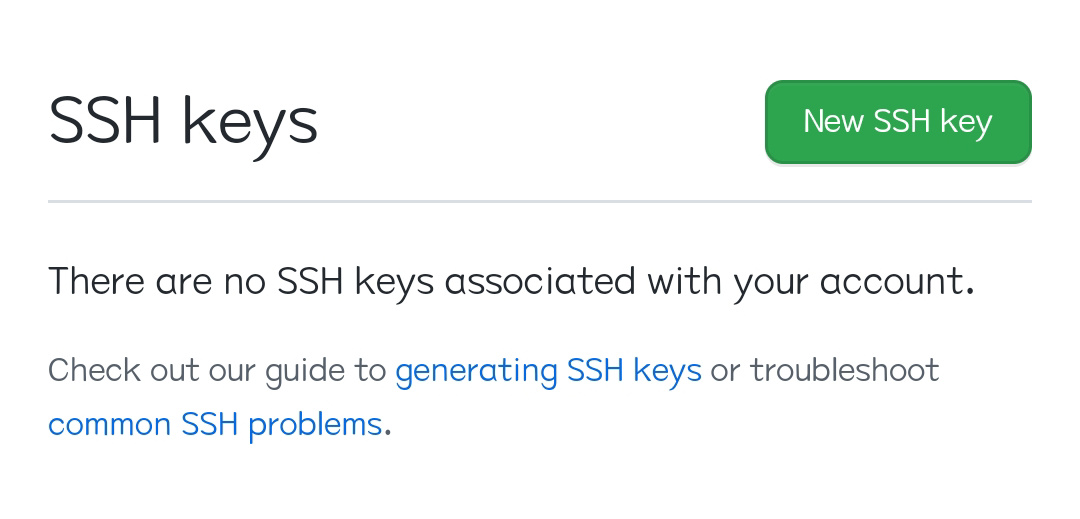 SSH keys
New SSH key
There are no SSH keys associated with your account.
Check out our guide to generating SSH keys or troubleshoot
common SSH problems.